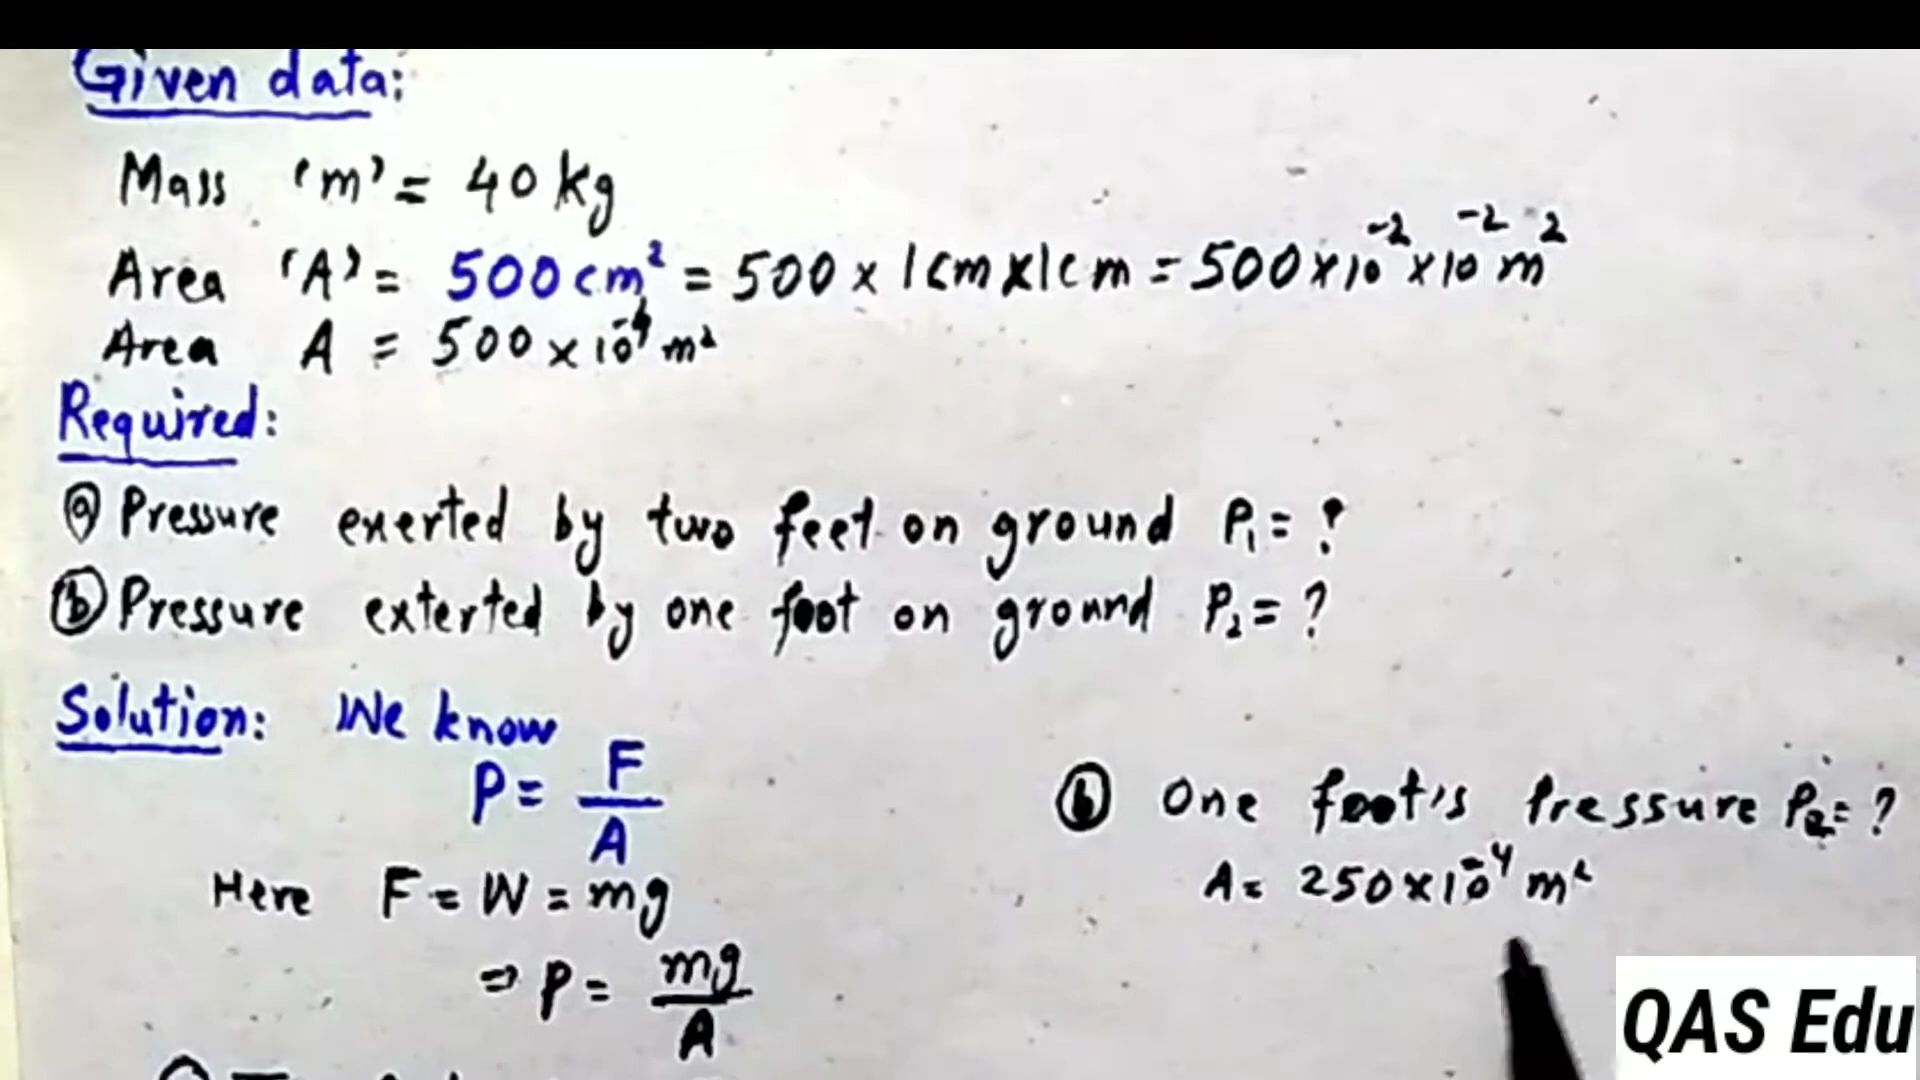 Given data:
Mass 'm' = 40 kg
Area 'A' = 500 cm² = 500 × 1cm × 1cm = 500 × 10⁻² × 10⁻² m²
Area A = 500 × 10⁻⁴ m²
Required:
ⓐ Pressure exerted by two feet on ground P₁ = ?
ⓑ Pressure exterted by one foot on ground P₂ = ?
Solution: We know
P = F/A
Here F = W = mg
⇒ P = mg/A
ⓑ One foot's Pressure P₂ = ?
A = 250 × 10⁻⁴ m²
QAS Edu